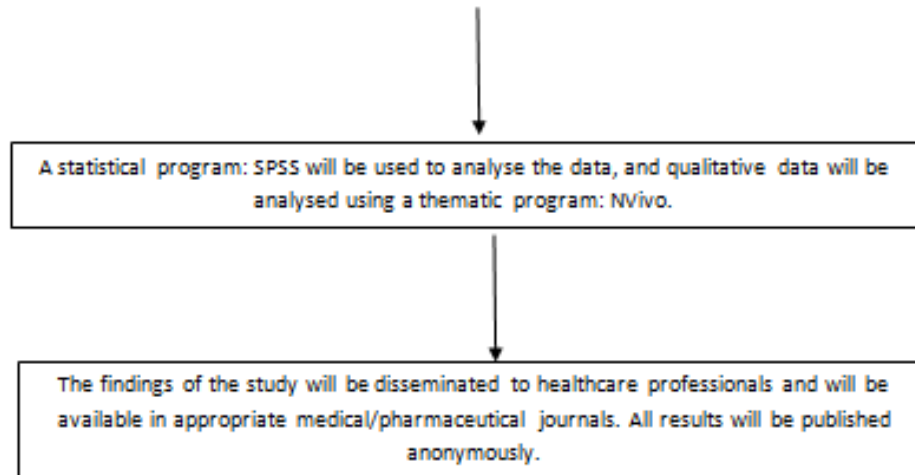 A statistical program: SPSS will be used to analyse the data, and qualitative data will be
analysed using a thematic program: NVivo.
The findings of the study will be disseminated to healthcare professionals and will be
available in appropriate medical/pharmaceutical journals. All results will be published
anonymously.